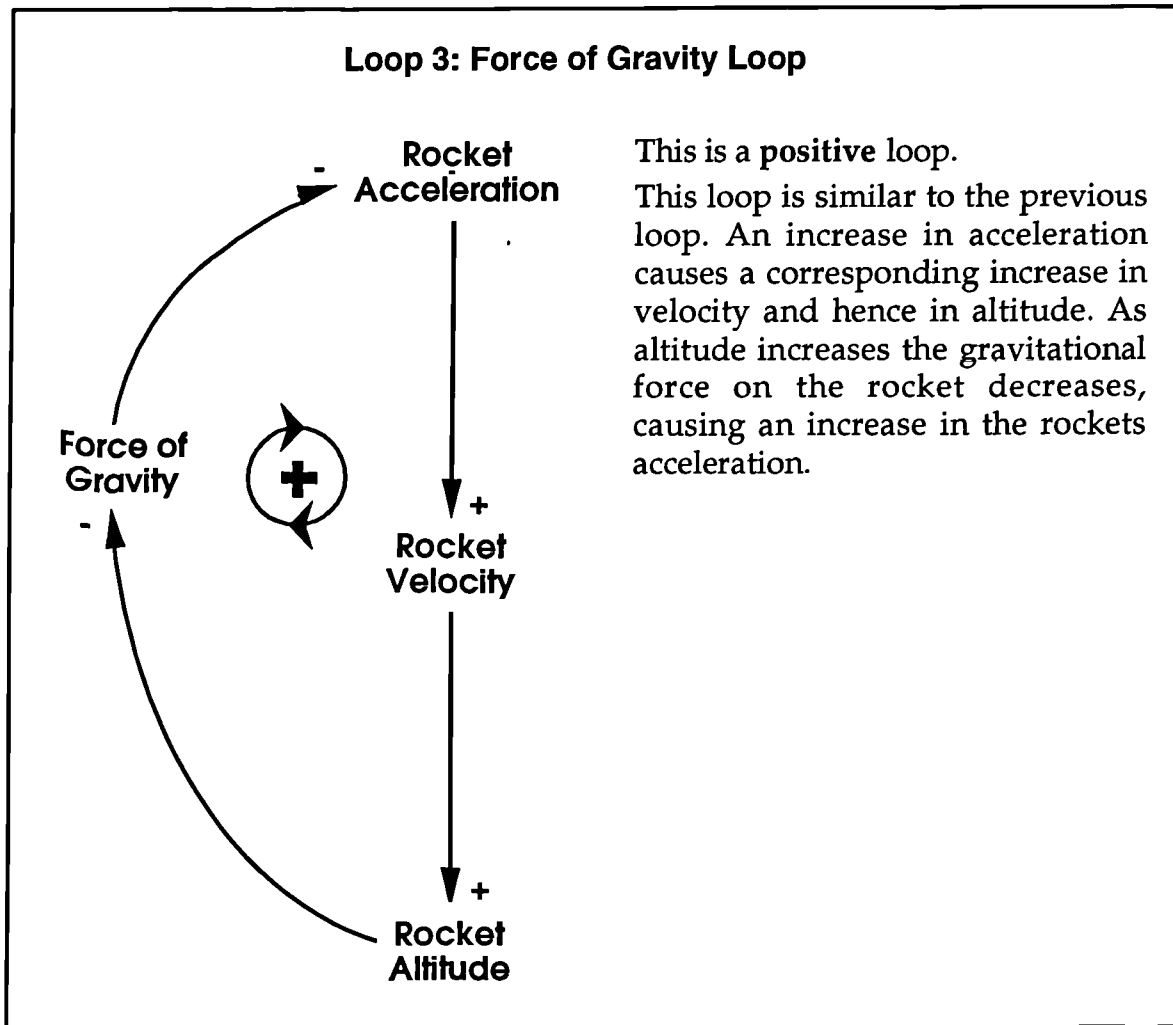 Loop 3: Force of Gravity Loop
- Rocket
Acceleration
This is a positive loop.
This loop is similar to the previous
loop. An increase in acceleration
causes a corresponding increase in
velocity and hence in altitude. As
altitude increases the gravitational
force on the rocket decreases,
causing an increase in the rockets
acceleration.
Force of
Gravity
-
+
+
Rocket
Velocity
+
Rocket
Altitude